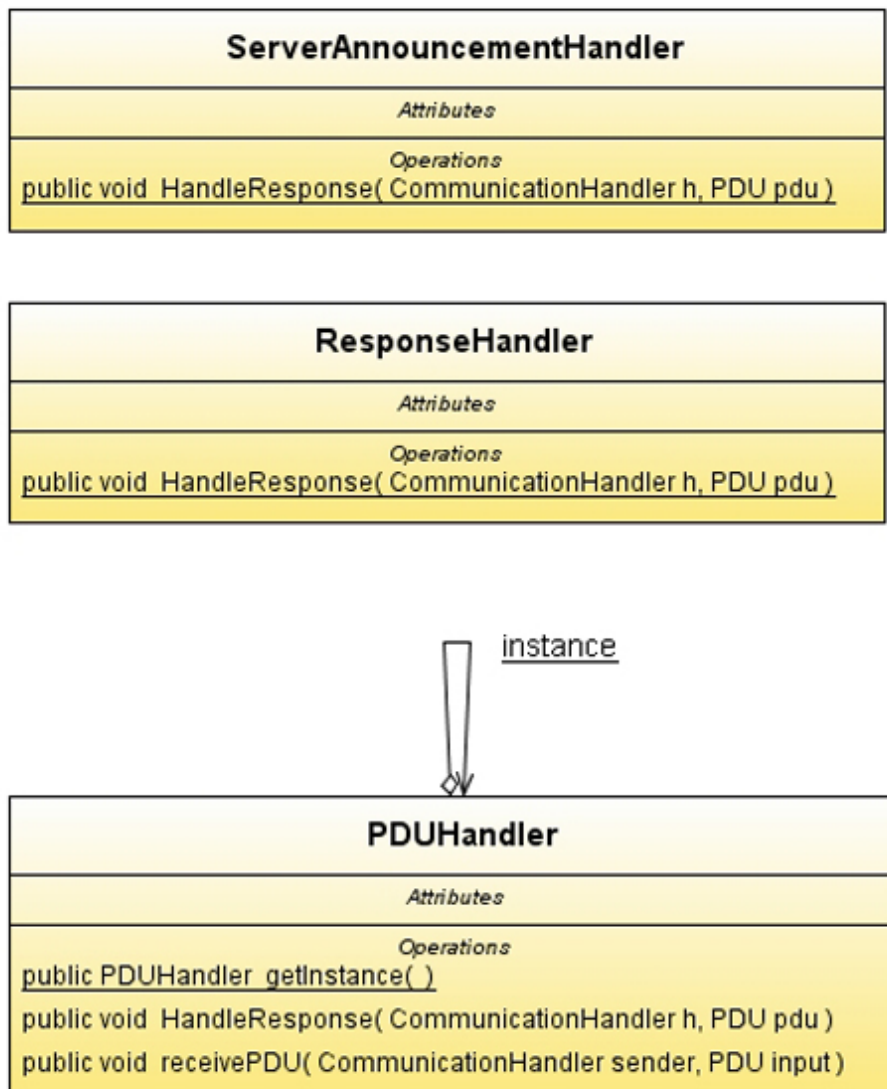 ServerAnnouncementHandler
Attributes
Operations
public void HandleResponse( CommunicationHandler h, PDU pdu )
ResponseHandler
Attributes
Operations
public void HandleResponse( CommunicationHandler h, PDU pdu )
instance
PDUHandler
Attributes
Operations
public PDUHandler getInstance( )
public void HandleResponse( CommunicationHandler h, PDU pdu )
public void receivePDU( CommunicationHandler sender, PDU input )